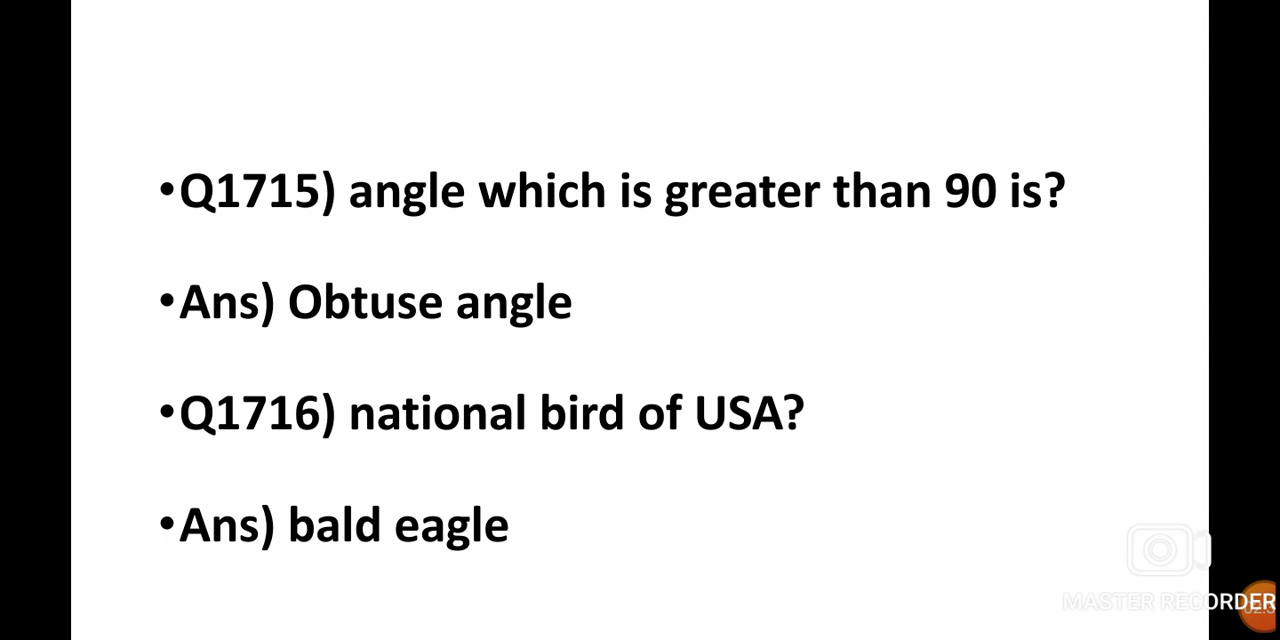 •Q1715) angle which is greater than 90 is?
•Ans) Obtuse angle
•Q1716) national bird of USA?
•Ans) bald eagle
MASTER RECORDER